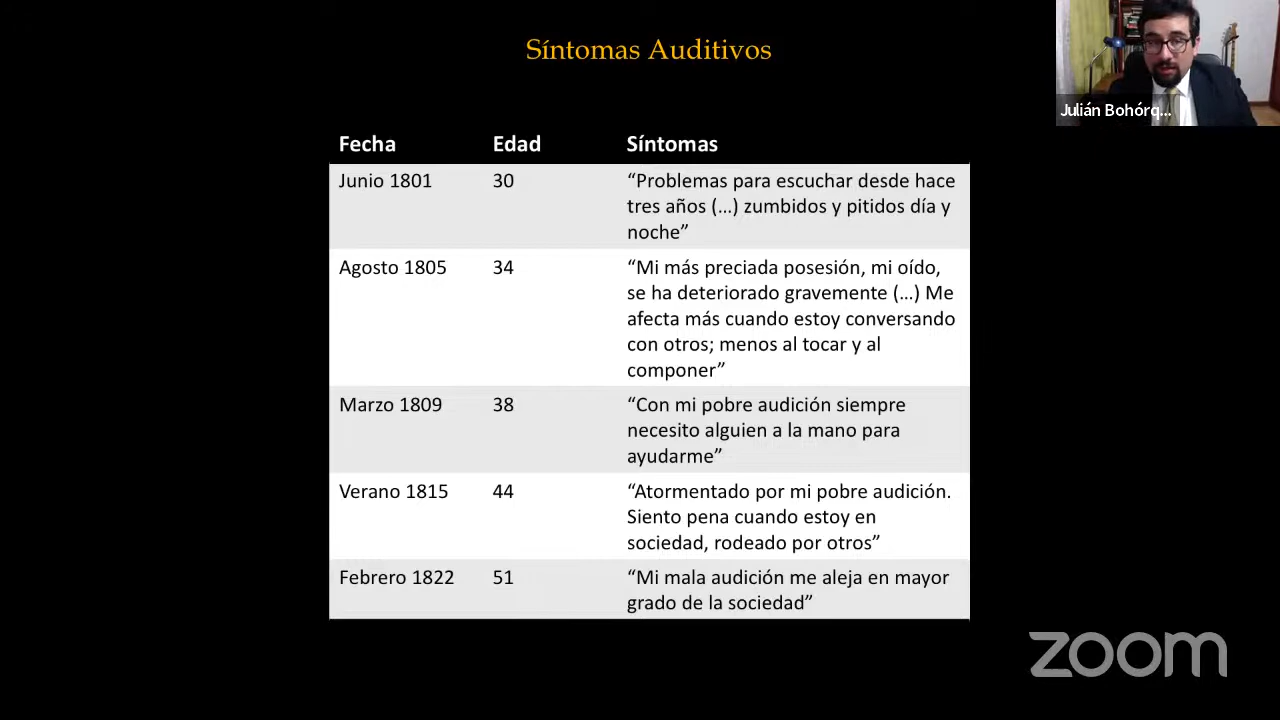 Síntomas Auditivos
Julián Bohórq...
Fecha Edad Síntomas
Junio 1801 30 “Problemas para escuchar desde hace
tres años (…) zumbidos y pitidos día y
noche”
Agosto 1805 34 “Mi más preciada posesión, mi oído,
se ha deteriorado gravemente (…) Me
afecta más cuando estoy conversando
con otros; menos al tocar y al
componer”
Marzo 1809 38 “Con mi pobre audición siempre
necesito alguien a la mano para
ayudarme”
Verano 1815 44 “Atormentado por mi pobre audición.
Siento pena cuando estoy en
sociedad, rodeado por otros”
Febrero 1822 51 “Mi mala audición me aleja en mayor
grado de la sociedad”
zoom